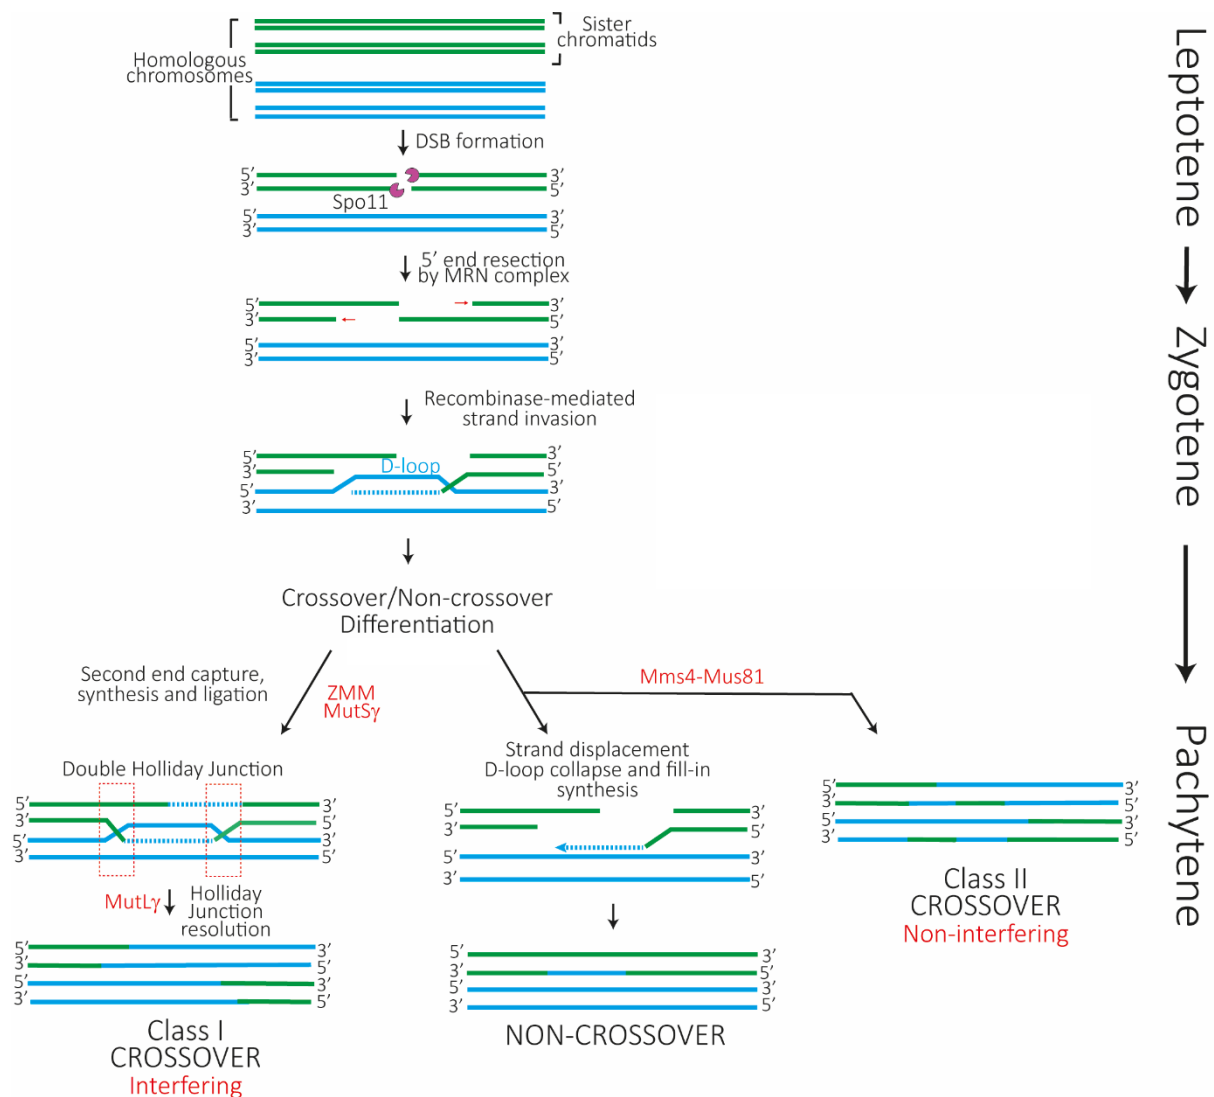 Homologous
chromosomes
Sister
chromatids
DSB formation
5′ 3′
3′ 5′
Spo11
5′ 3′
3′ 5′
5′ end resection
by MRN complex
5′ 3′
3′ 5′
5′ 3′
3′ 5′
Recombinase-mediated
strand invasion
5′ 3′
D-loop
3′ 5′
5′ 3′
3′ 5′
Crossover/Non-crossover
Differentiation
Second end capture,
synthesis and ligation
ZMM
MutSγ
Mms4-Mus81
Double Holliday Junction
5′ 3′
3′ 5′
5′ 3′
3′ 5′
MutLγ
Holliday
Junction
resolution
5′ 3′
3′ 5′
5′ 3′
3′ 5′
Class I
CROSSOVER
Interfering
Strand displacement
D-loop collapse and fill-in
synthesis
5′ 3′
3′ 5′
5′ 3′
3′ 5′
5′ 3′
3′ 5′
5′ 3′
3′ 5′
NON-CROSSOVER
5′ 3′
3′ 5′
5′ 3′
3′ 5′
Class II
CROSSOVER
Non-interfering
Leptotene
Zygotene
Pachytene